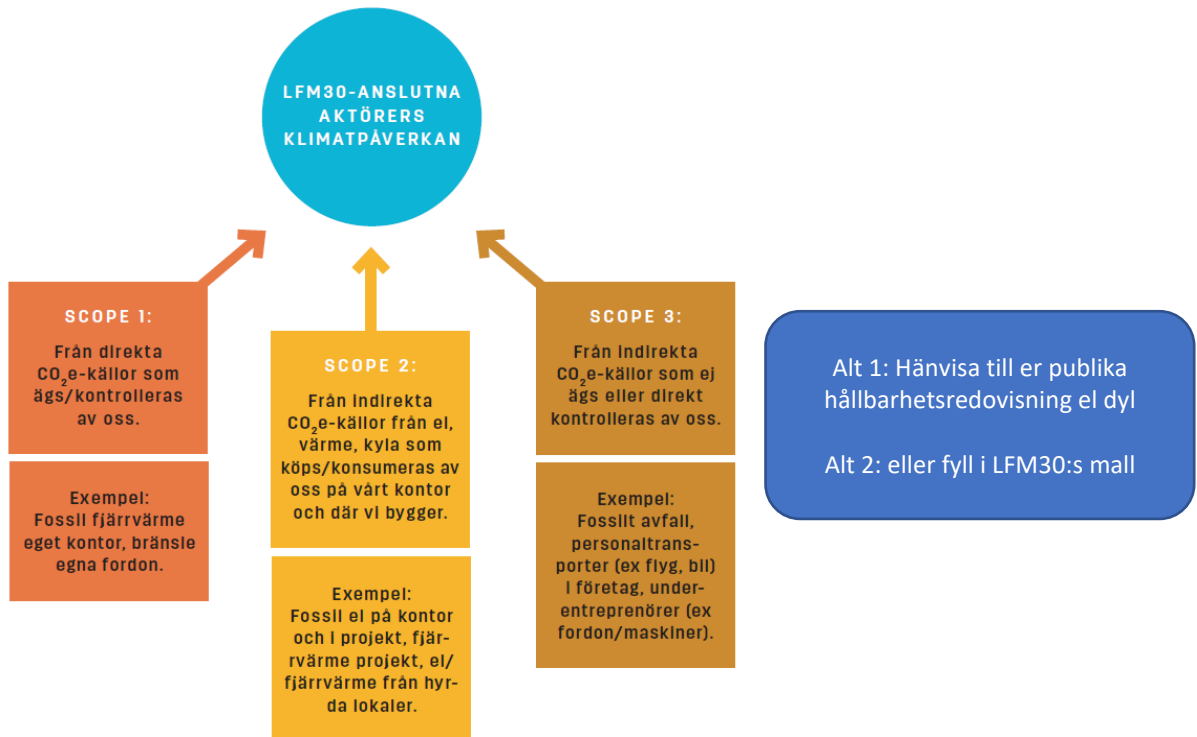 LFM30-ANSLUTNA
AKTÖRERS
KLIMATPÅVERKAN
SCOPE 1:
Från direkta
CO₂e-källor som
ägs/kontrolleras
av oss.
Exempel:
Fossil fjärrvärme
eget kontor, bränsle
egna fordon.
SCOPE 2:
Från indirekta
CO₂e-källor från el,
värme, kyla som
köps/konsumeras av
oss på vårt kontor
och där vi bygger.
Exempel:
Fossil el på kontor
och i projekt, fjär-
rvärme projekt, el/
fjärrvärme från hyr-
da lokaler.
SCOPE 3:
Från indirekta
CO₂e-källor som ej
ägs eller direkt
kontrolleras av oss.
Exempel:
Fossilt avfall,
personaltrans-
porter (ex flyg, bil)
i företag, under-
entreprenörer (ex
fordon/maskiner).
Alt 1: Hänvisa till er publika
hållbarhetsredovisning el dyl
Alt 2: eller fyll i LFM30:s mall